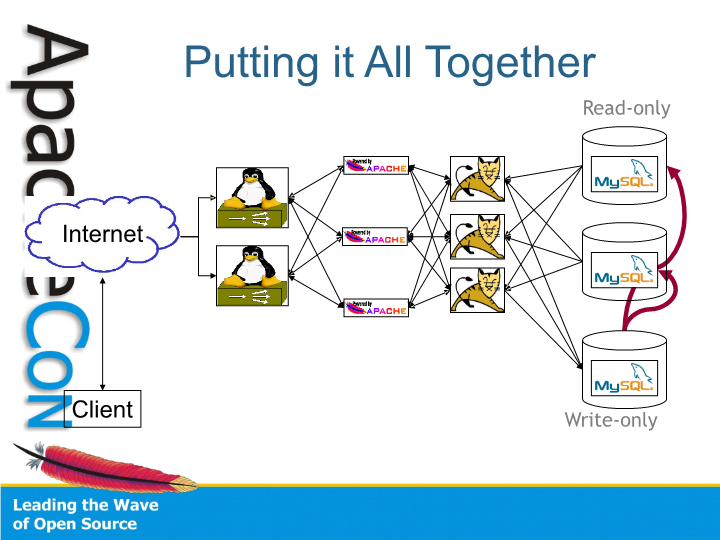 Putting it All Together
ApacheCon
Read-only
Powered by
APACHE
MySQL
Internet
Powered by
APACHE
MySQL
Powered by
APACHE
MySQL
Client
Write-only
Leading the Wave
of Open Source